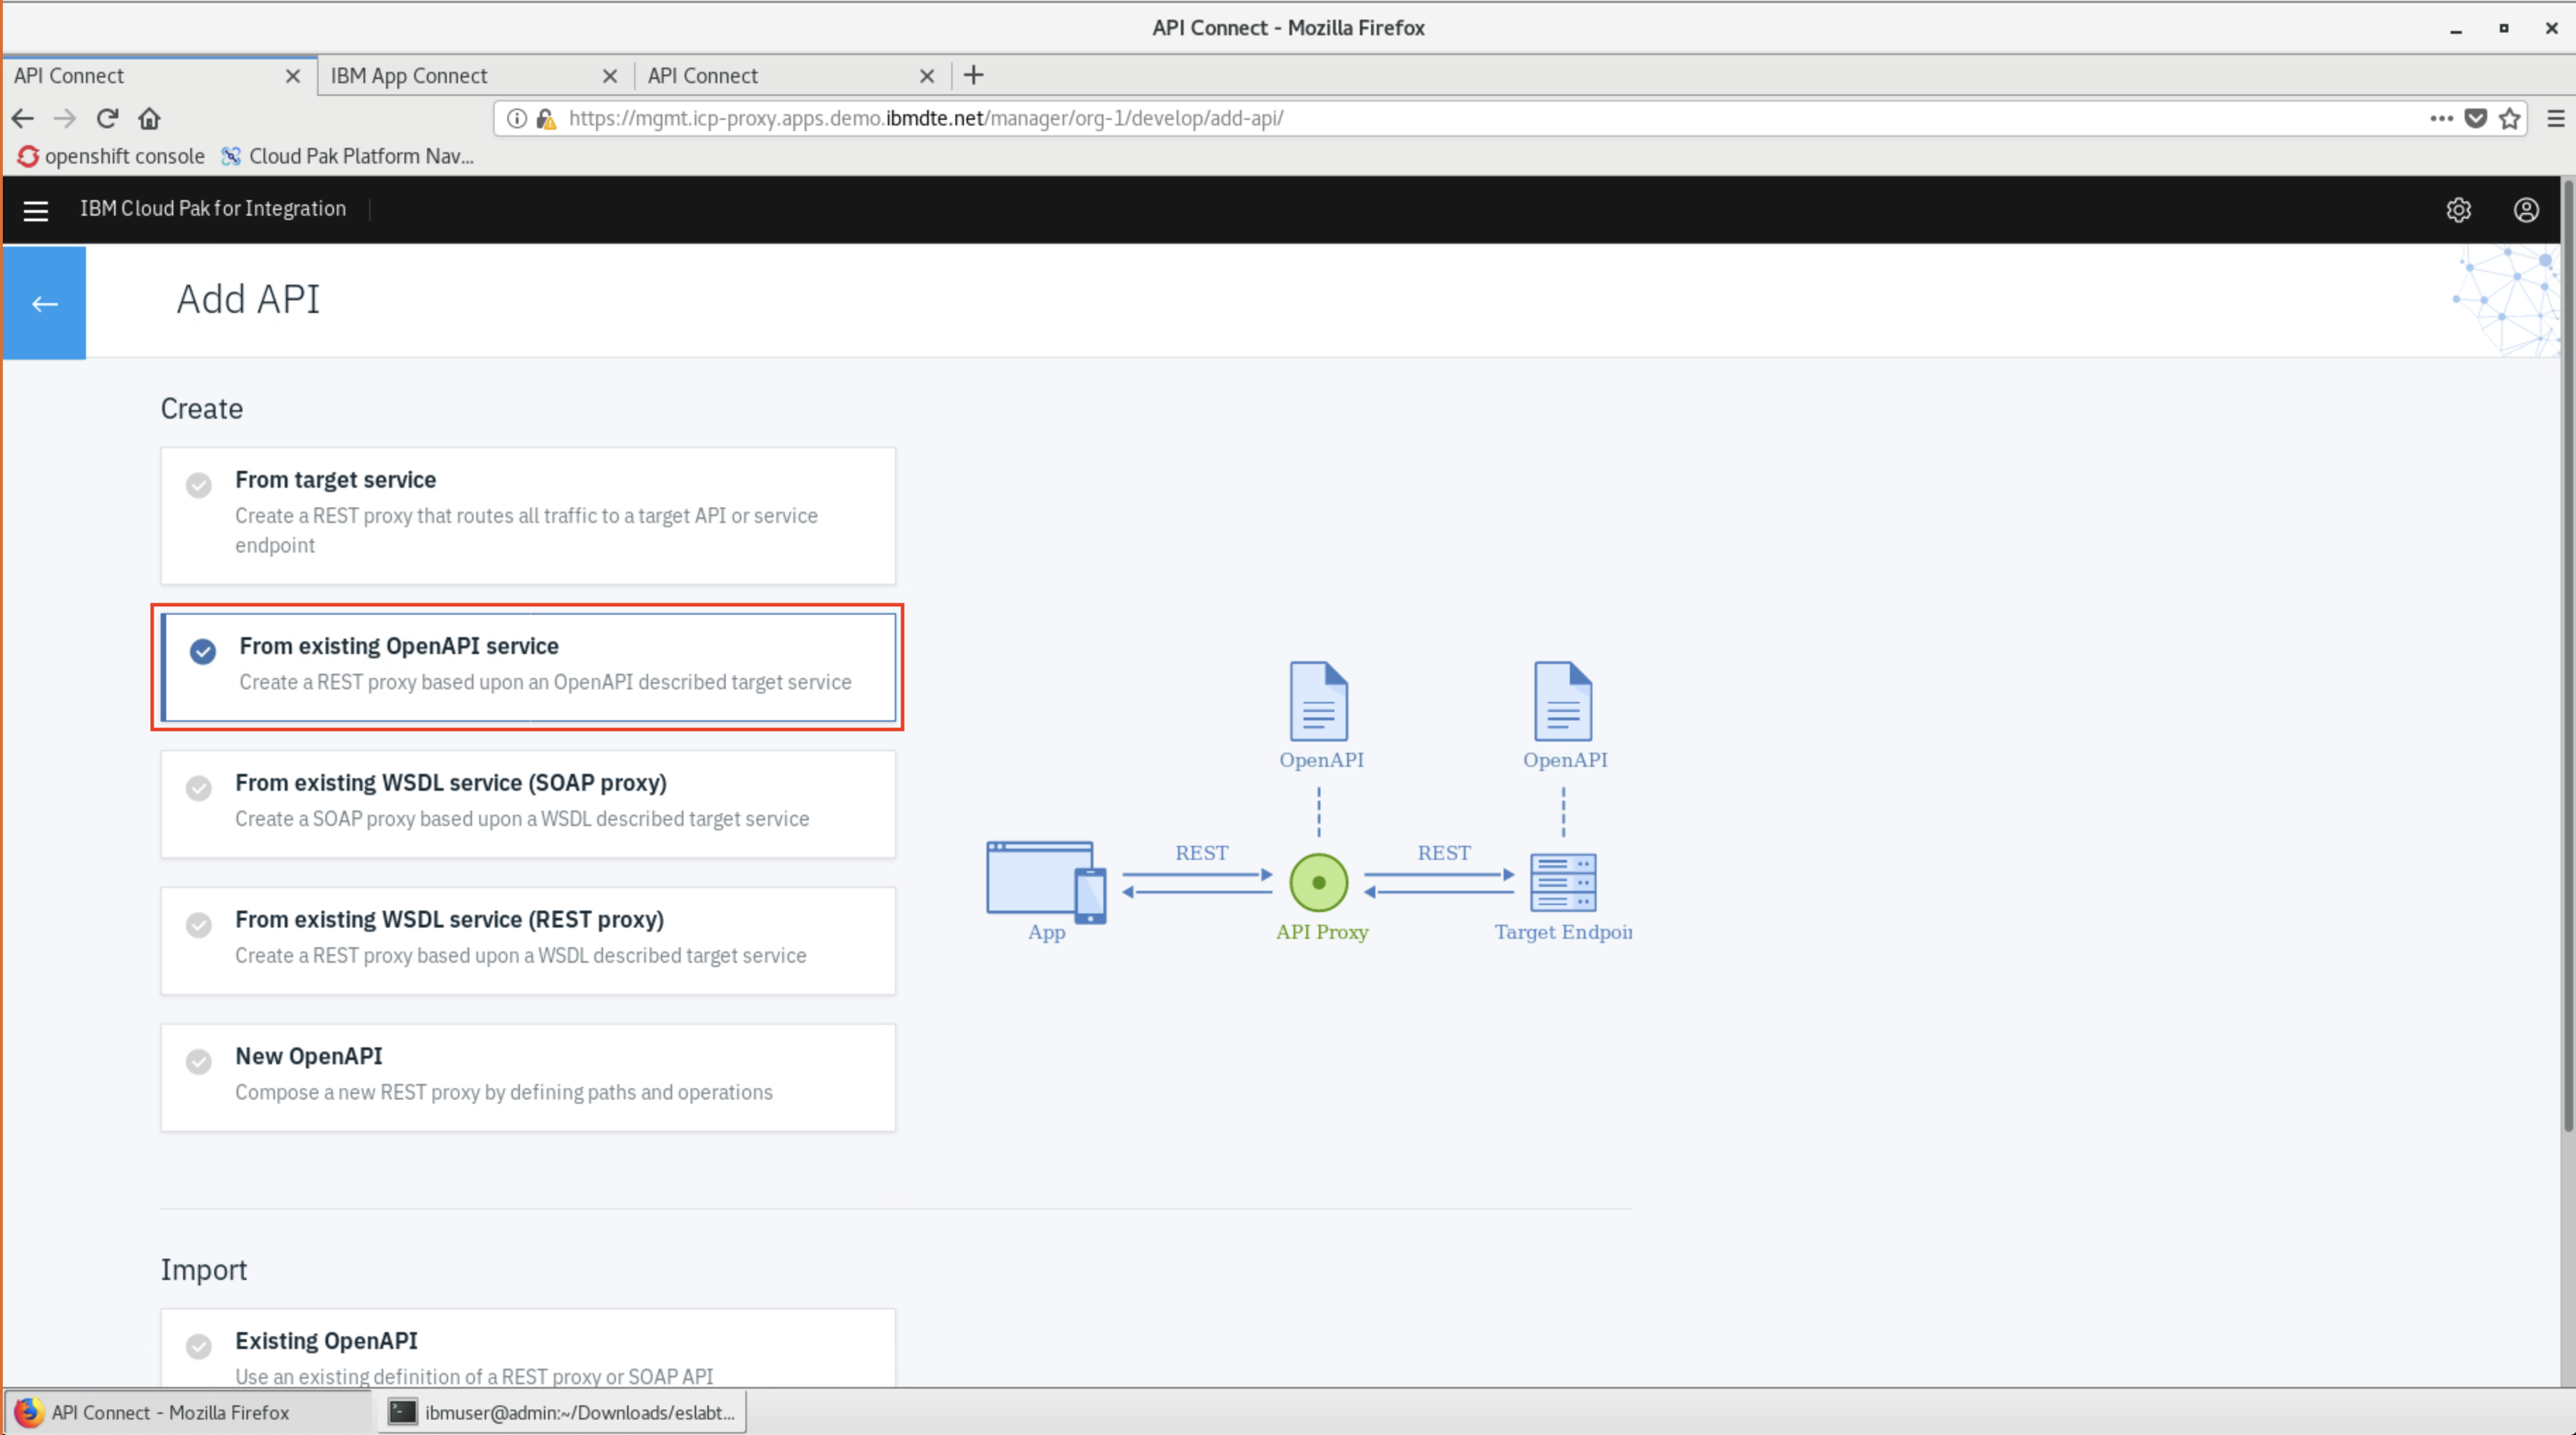 API Connect - Mozilla Firefox
API Connect
IBM App Connect
API Connect
https://mgmt.icp-proxy.apps.demo.ibmdte.net/manager/org-1/develop/add-api/
openshift console
Cloud Pak Platform Nav...
IBM Cloud Pak for Integration
Add API
Create
From target service
Create a REST proxy that routes all traffic to a target API or service
endpoint
From existing OpenAPI service
Create a REST proxy based upon an OpenAPI described target service
From existing WSDL service (SOAP proxy)
Create a SOAP proxy based upon a WSDL described target service
From existing WSDL service (REST proxy)
Create a REST proxy based upon a WSDL described target service
New OpenAPI
Compose a new REST proxy by defining paths and operations
OpenAPI
OpenAPI
REST
REST
App
API Proxy
Target Endpoin
Import
Existing OpenAPI
Use an existing definition of a REST proxy or SOAP API
API Connect - Mozilla Firefox
ibmuser@admin:~/Downloads/eslabt...